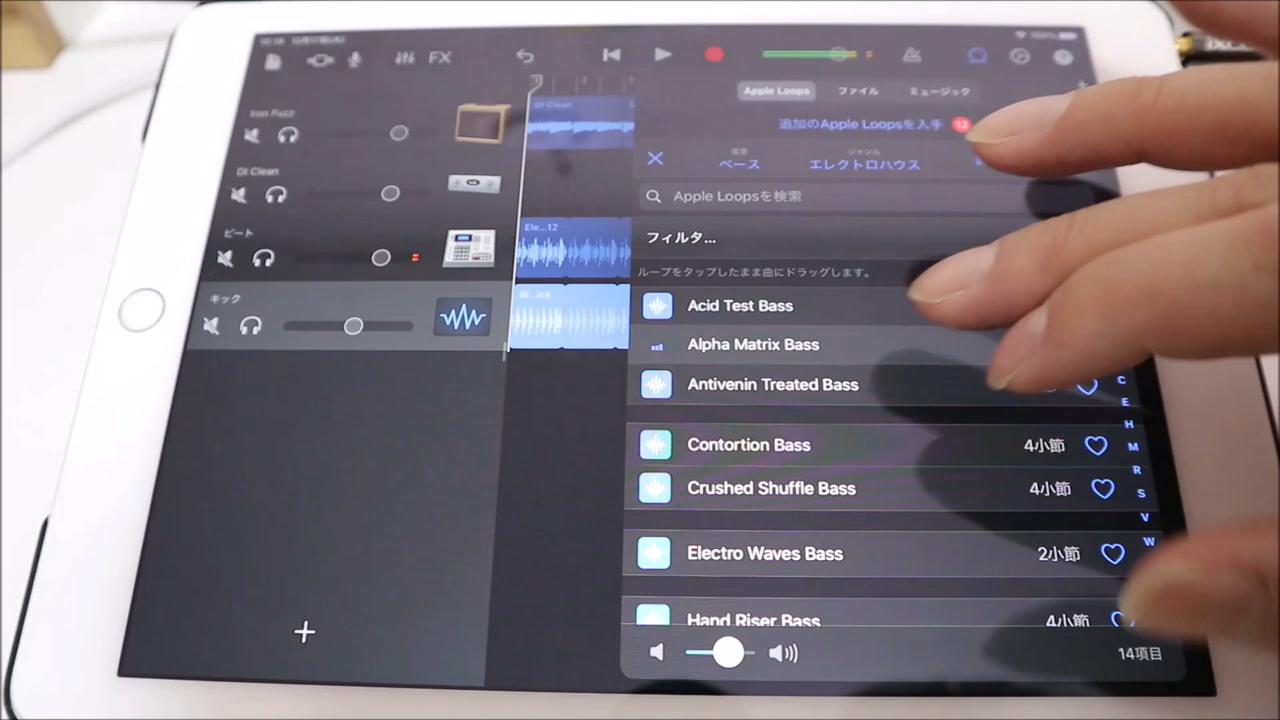 FX
Iron Fuzz
DI Clean
ビート
キック
DI Clean
Ele...12
Bi...ick
Apple Loops
ファイル
ミュージック
追加のApple Loopsを入手
12
ベース
ジャンル
エレクトロハウス
Apple Loopsを検索
フィルタ...
ループをタップしたまま曲にドラッグします。
Acid Test Bass
Alpha Matrix Bass
Antivenin Treated Bass
Contortion Bass 4小節
Crushed Shuffle Bass 4小節
Electro Waves Bass 2小節
Hand Riser Bass 4小節
C
E
H
M
R
S
V
W
14項目